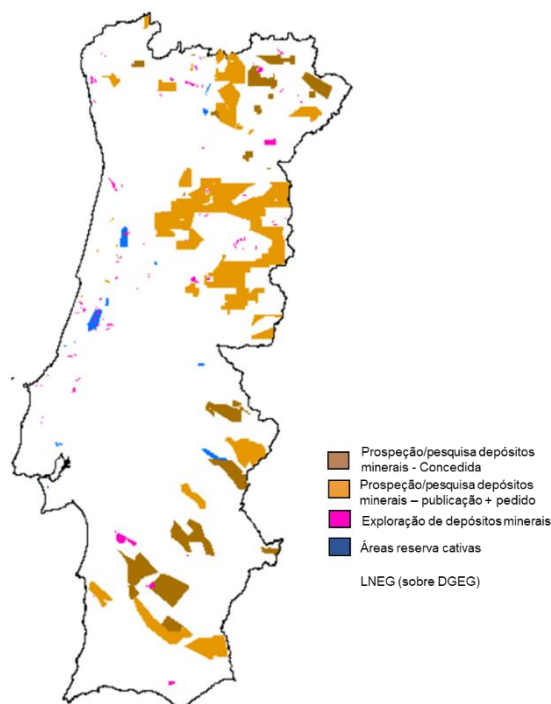 Prospeção/pesquisa depósitos
minerais - Concedida
Prospeção/pesquisa depósitos
minerais – publicação + pedido
Exploração de depósitos minerais
Áreas reserva cativas
LNEG (sobre DGEG)